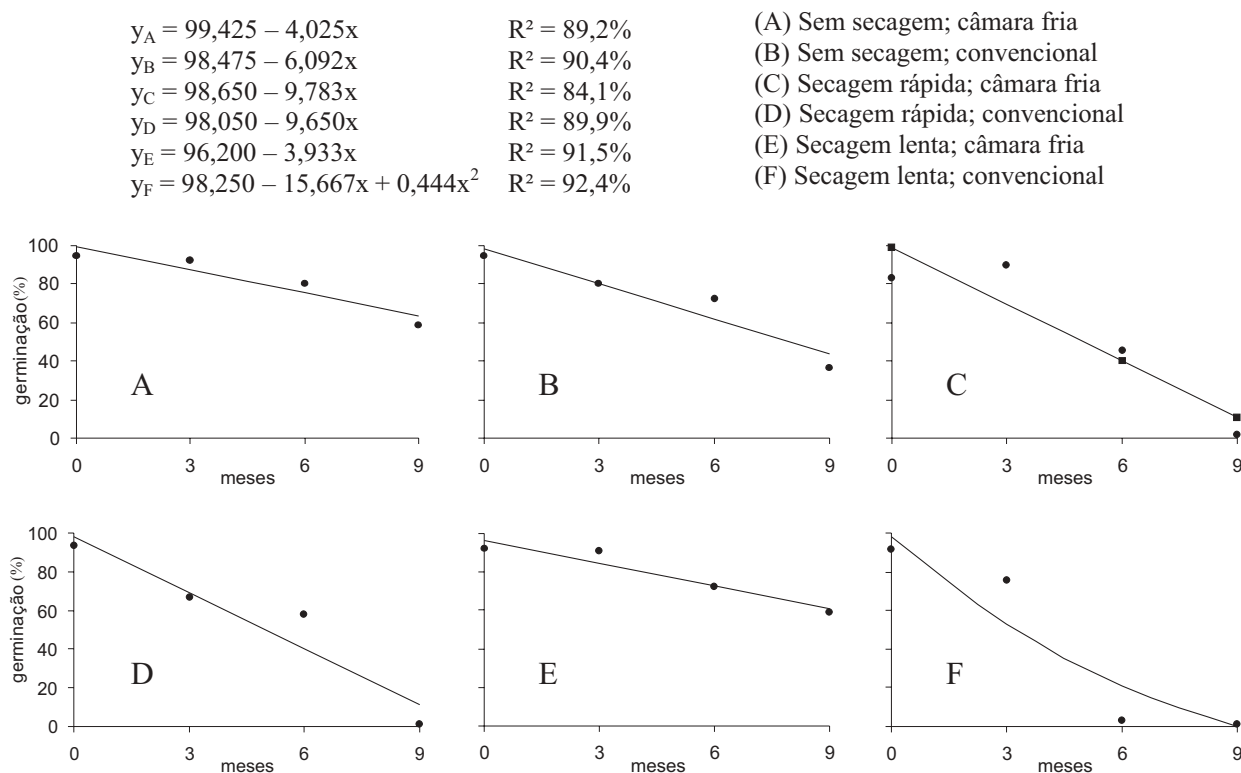 y_A = 99,425 – 4,025x R² = 89,2% (A) Sem secagem; câmara fria
y_B = 98,475 – 6,092x R² = 90,4% (B) Sem secagem; convencional
y_C = 98,650 – 9,783x R² = 84,1% (C) Secagem rápida; câmara fria
y_D = 98,050 – 9,650x R² = 89,9% (D) Secagem rápida; convencional
y_E = 96,200 – 3,933x R² = 91,5% (E) Secagem lenta; câmara fria
y_F = 98,250 – 15,667x + 0,444x² R² = 92,4% (F) Secagem lenta; convencional
germinação(%)
100
80
60
40
20
0
A B C
0 3 6 9 0 3 6 9 0 3 6 9
meses meses meses
germinação (%)
100
80
60
40
20
0
D E F
0 3 6 9 0 3 6 9 0 3 6 9
meses meses meses